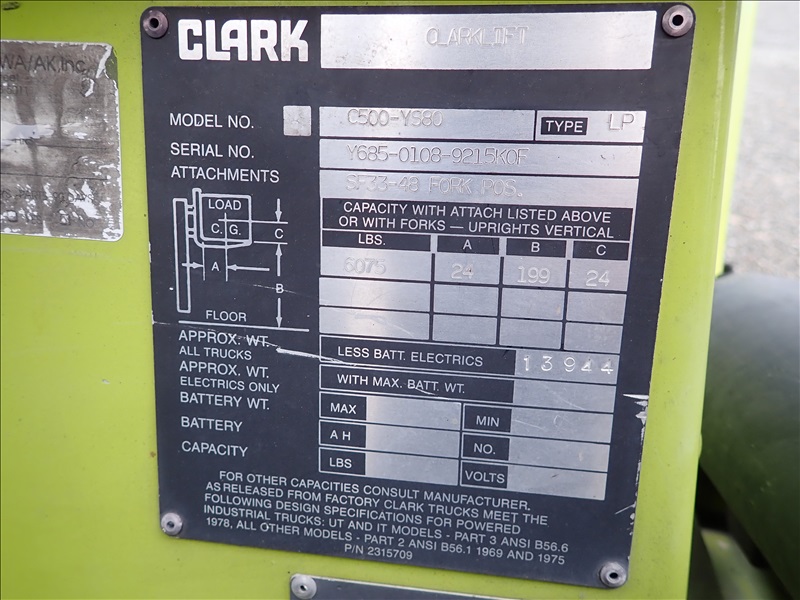 CLARK CLARKLIFT
WA/AK,Inc.
MODEL NO. C500-YS80 TYPE LP
SERIAL NO. Y685-0108-9215KOF
ATTACHMENTS SF33-48 FORK POS.
LOAD
C. G.
C
A
B
FLOOR
CAPACITY WITH ATTACH LISTED ABOVE
OR WITH FORKS — UPRIGHTS VERTICAL
LBS. A B C
6075 24 199 24
APPROX. WT.
ALL TRUCKS LESS BATT. ELECTRICS 13944
APPROX. WT.
ELECTRICS ONLY WITH MAX. BATT. WT.
BATTERY WT. MAX MIN
BATTERY A H NO.
CAPACITY LBS VOLTS
FOR OTHER CAPACITIES CONSULT MANUFACTURER.
AS RELEASED FROM FACTORY CLARK TRUCKS MEET THE
FOLLOWING DESIGN SPECIFICATIONS FOR POWERED
INDUSTRIAL TRUCKS: UT AND IT MODELS - PART 3 ANSI B56.6
1978, ALL OTHER MODELS - PART 2 ANSI B56.1 1969 AND 1975
P/N 2315709